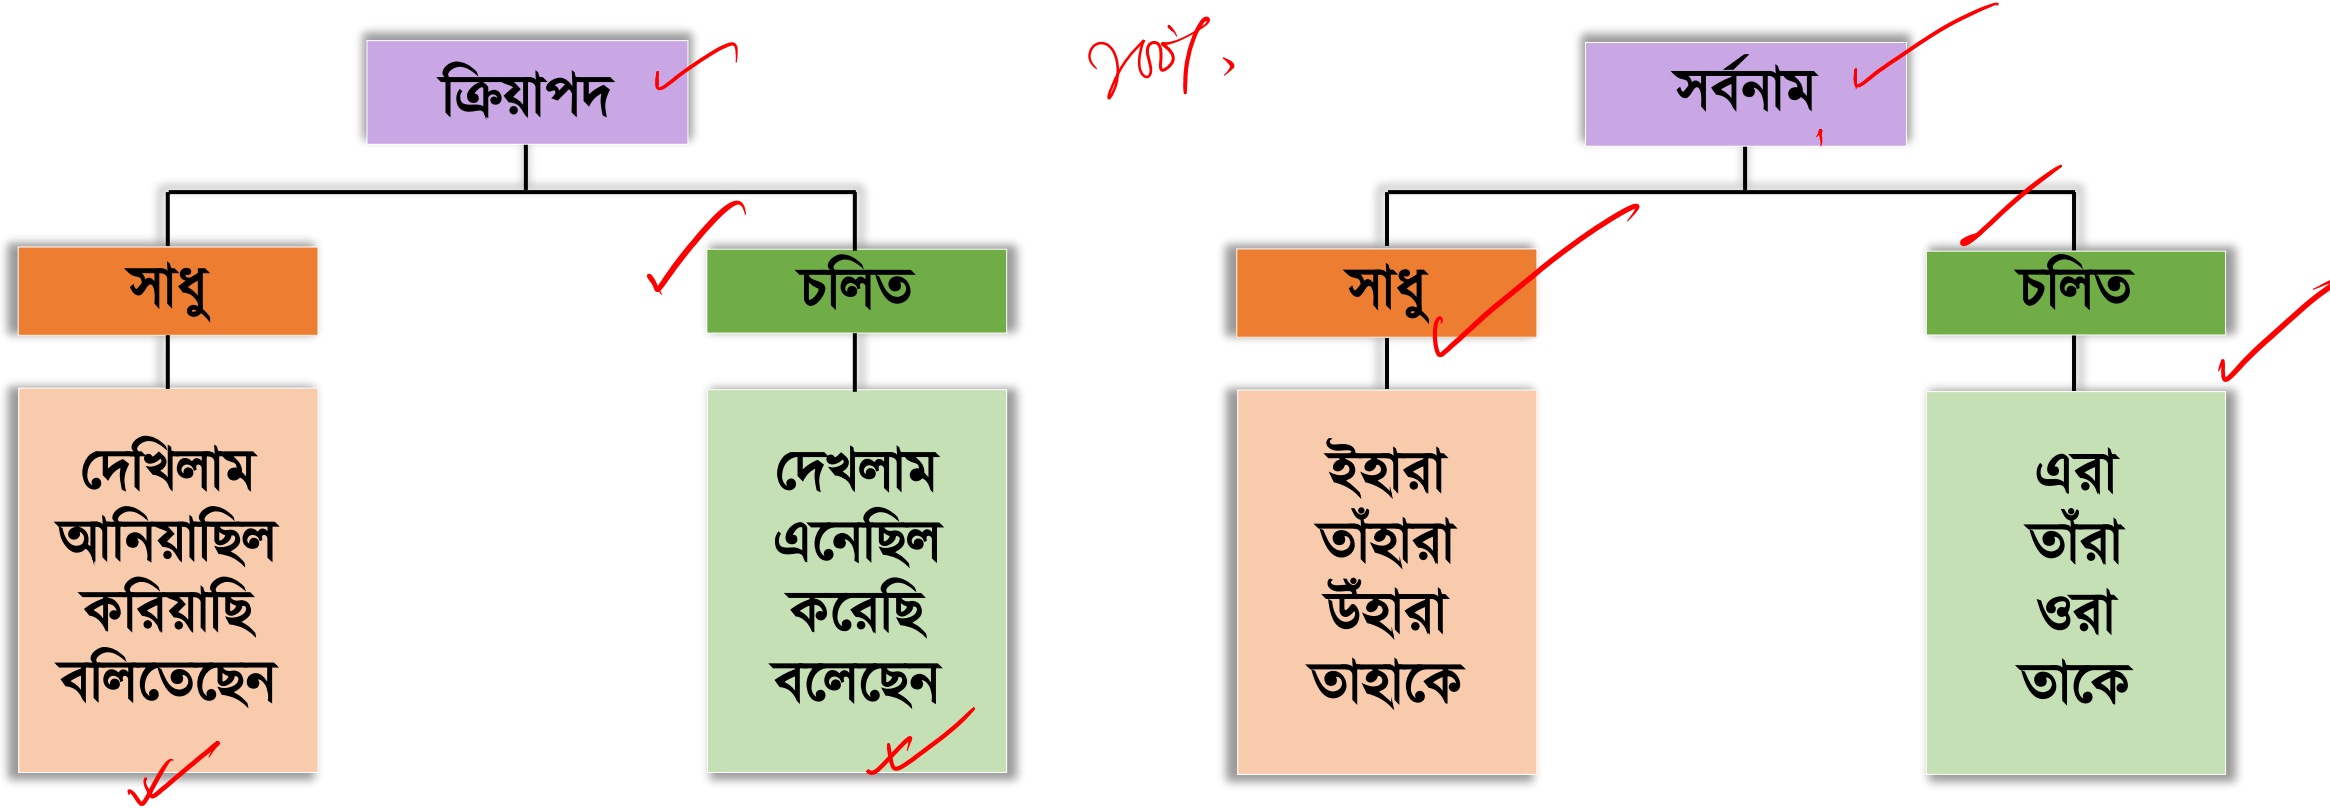 ক্রিয়াপদ
সাধু
চলিত
দেখিলাম
আনিয়াছিল
করিয়াছি
বলিতেছেন
দেখলাম
এনেছিল
করেছি
বলেছেন
সর্বনাম
সাধু
চলিত
ইহারা
তাঁহারা
উঁহারা
তাহাকে
এরা
তাঁরা
ওরা
তাকে